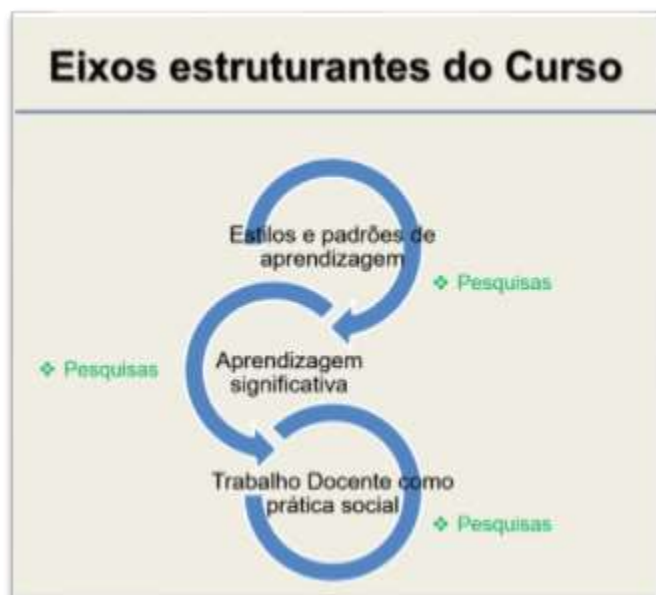 Eixos estruturantes do Curso
Estilos e padrões de
aprendizagem
❖ Pesquisas
Aprendizagem
significativa
❖ Pesquisas
Trabalho Docente como
prática social
❖ Pesquisas